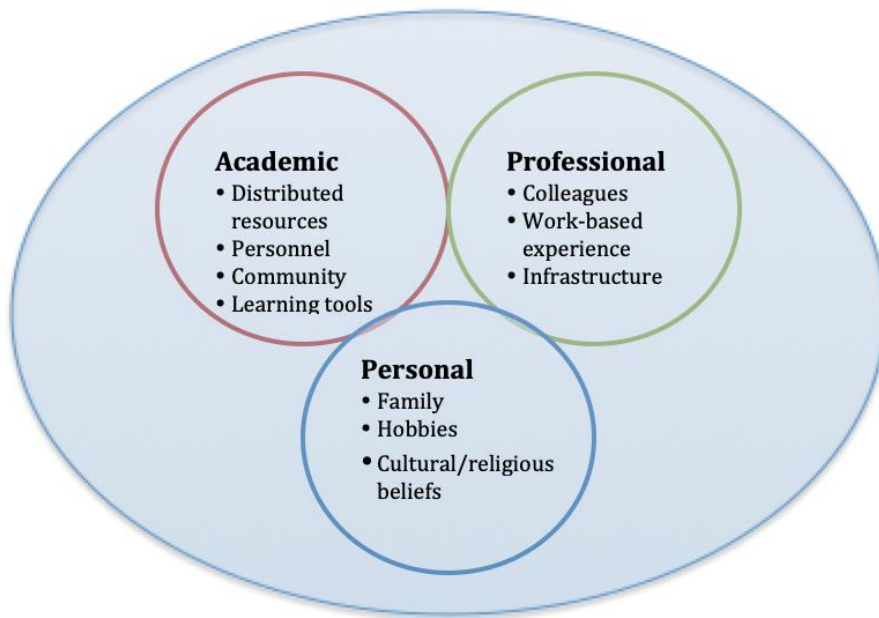 Academic
• Distributed
resources
• Personnel
• Community
• Learning tools
Professional
• Colleagues
• Work-based
experience
• Infrastructure
Personal
• Family
• Hobbies
• Cultural/religious
beliefs